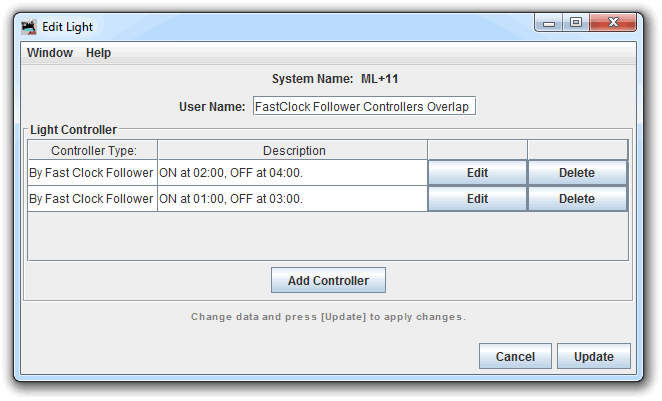 Edit Light
Window Help
System Name: ML+11
User Name: FastClock Follower Controllers Overlap
Light Controller
Controller Type: Description
By Fast Clock Follower ON at 02:00, OFF at 04:00. Edit Delete
By Fast Clock Follower ON at 01:00, OFF at 03:00. Edit Delete
Add Controller
Change data and press [Update] to apply changes.
Cancel Update